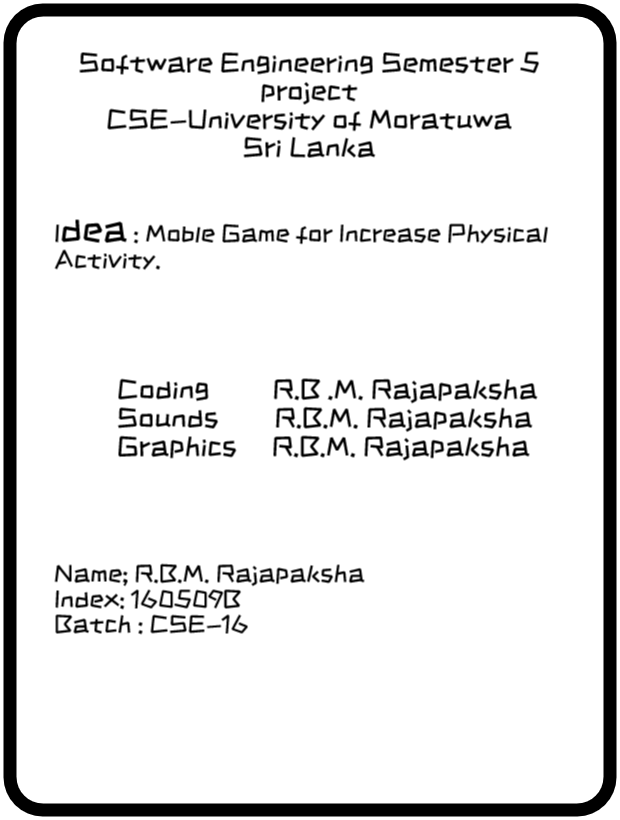 Software Engineering Semester 5
project
CSE-University of Moratuwa
Sri Lanka
Idea : Moble Game for Increase Physical
Activity.
Coding R.B .M. Rajapaksha
Sounds R.B.M. Rajapaksha
Graphics R.B.M. Rajapaksha
Name; R.B.M. Rajapaksha
Index: 160509B
Batch : CSE-16